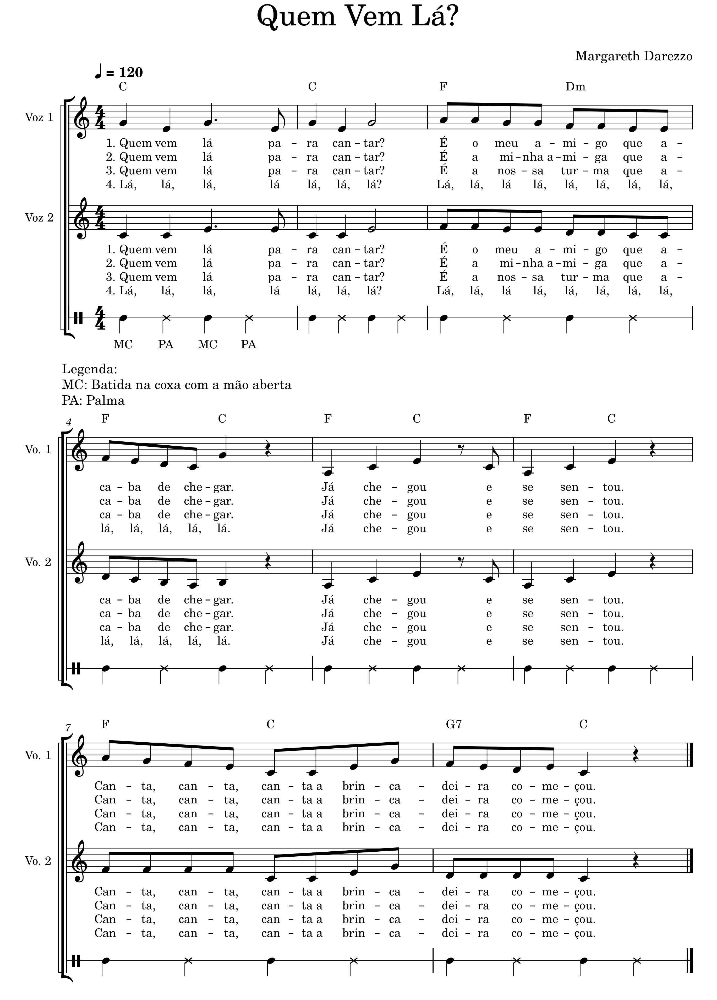 Quem Vem Lá?
Margareth Darezzo
♩ = 120
C C F Dm
Voz 1
4
4
1. Quem vem lá pa – ra can – tar? É o meu a – mi – go que a –
2. Quem vem lá pa – ra can – tar? É a mi – nha a – mi – ga que a –
3. Quem vem lá pa – ra can – tar? É a nos – sa tur – ma que a –
4. Lá, lá, lá, lá lá, lá, lá? Lá, lá, lá lá, lá, lá, lá, lá,
Voz 2
4
4
1. Quem vem lá pa – ra can – tar? É o meu a – mi – go que a –
2. Quem vem lá pa – ra can – tar? É a mi – nha a – mi – ga que a –
3. Quem vem lá pa – ra can – tar? É a nos – sa tur – ma que a –
4. Lá, lá, lá, lá lá, lá, lá? Lá, lá, lá lá, lá, lá, lá, lá,
4
4
MC PA MC PA
Legenda:
MC: Batida na coxa com a mão aberta
PA: Palma
4 F C F C F C
Vo. 1
ca – ba de che – gar. Já che – gou e se sen – tou.
ca – ba de che – gar. Já che – gou e se sen – tou.
ca – ba de che – gar. Já che – gou e se sen – tou.
lá, lá, lá, lá, lá. Já che – gou e se sen – tou.
Vo. 2
ca – ba de che – gar. Já che – gou e se sen – tou.
ca – ba de che – gar. Já che – gou e se sen – tou.
ca – ba de che – gar. Já che – gou e se sen – tou.
lá, lá, lá, lá, lá. Já che – gou e se sen – tou.
7 F C G7 C
Vo. 1
Can – ta, can – ta, can – ta a brin – ca – dei – ra co – me – çou.
Can – ta, can – ta, can – ta a brin – ca – dei – ra co – me – çou.
Can – ta, can – ta, can – ta a brin – ca – dei – ra co – me – çou.
Can – ta, can – ta, can – ta a brin – ca – dei – ra co – me – çou.
Vo. 2
Can – ta, can – ta, can – ta a brin – ca – dei – ra co – me – çou.
Can – ta, can – ta, can – ta a brin – ca – dei – ra co – me – çou.
Can – ta, can – ta, can – ta a brin – ca – dei – ra co – me – çou.
Can – ta, can – ta, can – ta a brin – ca – dei – ra co – me – çou.